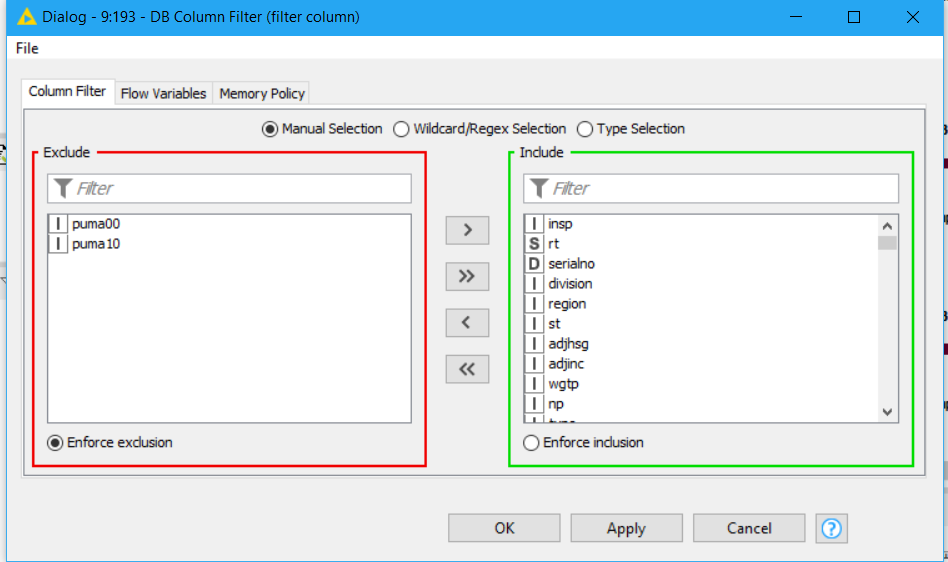 Dialog - 9:193 - DB Column Filter (filter column)
File
Column Filter Flow Variables Memory Policy
Manual Selection Wildcard/Regex Selection Type Selection
Exclude
Filter
I puma00
I puma10
> 
>>
<
<<
Enforce exclusion
Include
Filter
I insp
S rt
D serialno
I division
I region
I st
I adjhsg
I adjinc
I wgtp
I np
Enforce inclusion
OK Apply Cancel ?